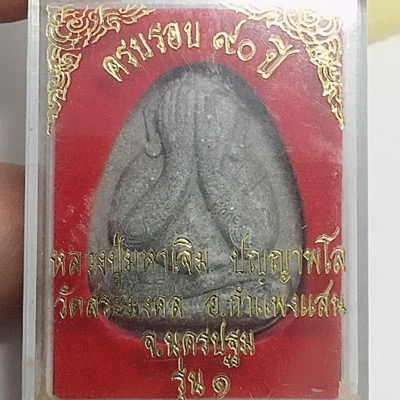 ครบรอบ ๙๐ ปี
หลวงปู่มหาเจิม ปัญญาพโล
วัดสระมงคล อ.กำแพงแสน
จ.นครปฐม
รุ่น ๑